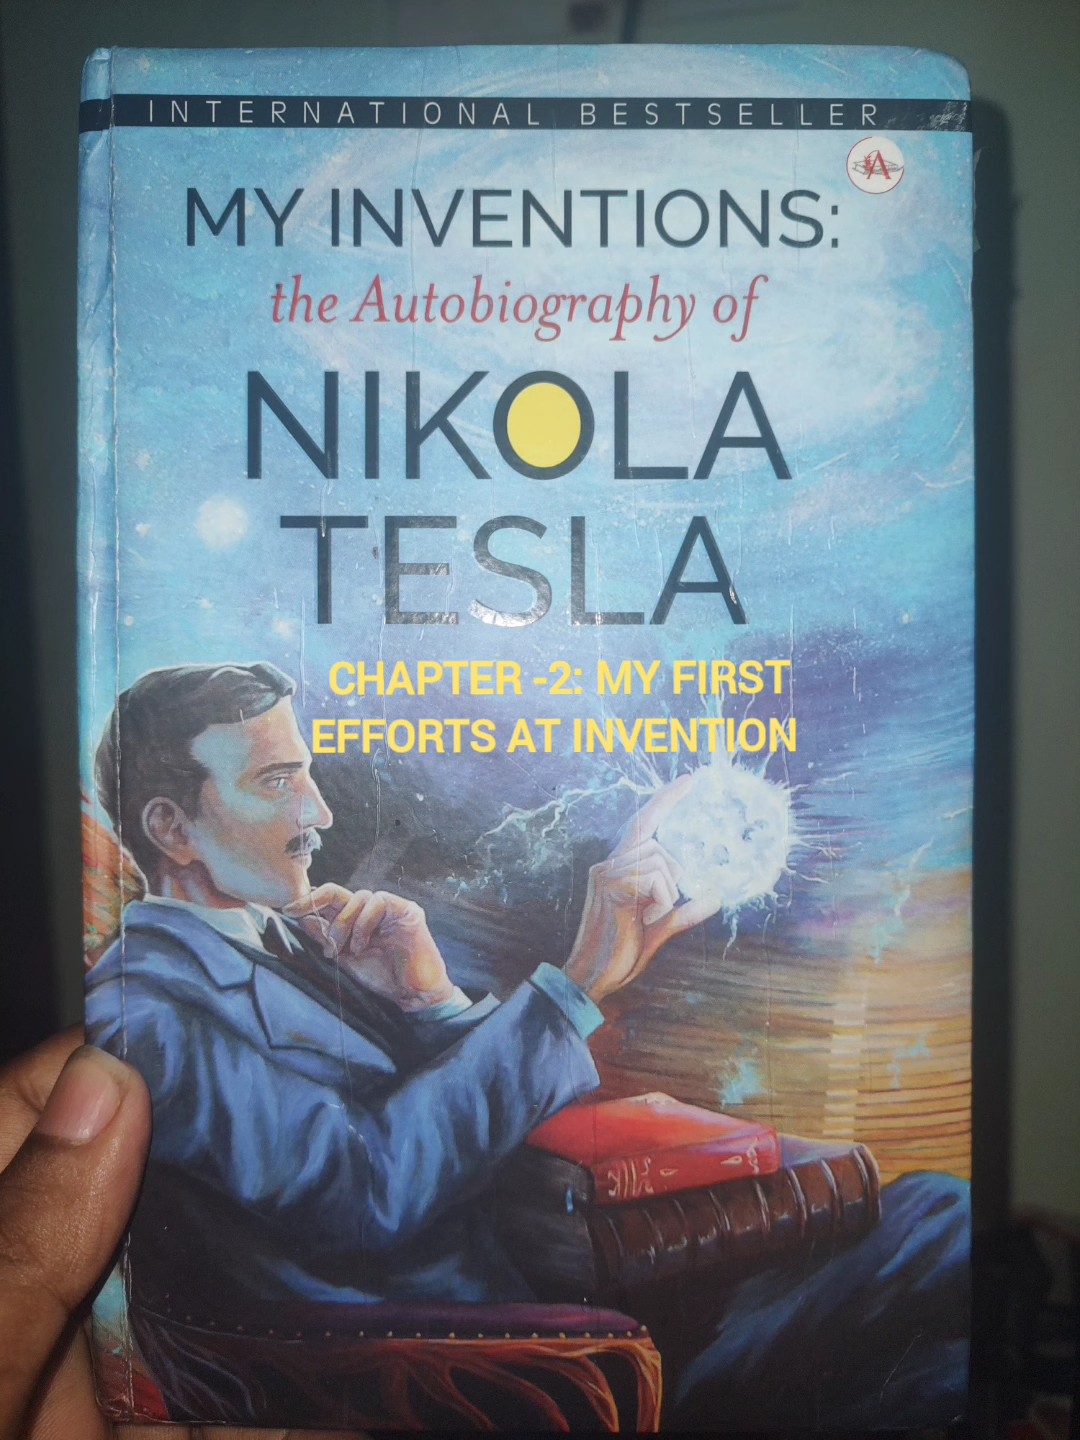 INTERNATIONAL BESTSELLER
A
MY INVENTIONS:
the Autobiography of
NIKOLA
TESLA
CHAPTER -2: MY FIRST
EFFORTS AT INVENTION